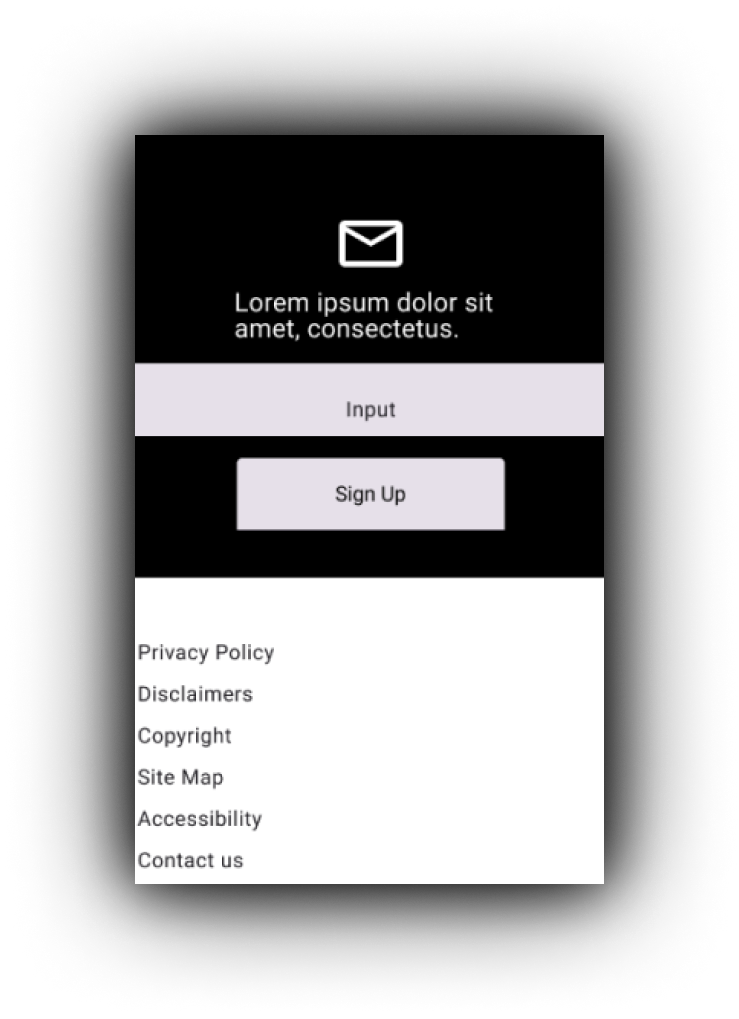 Lorem ipsum dolor sit
amet, consectetus.
Input
Sign Up
Privacy Policy
Disclaimers
Copyright
Site Map
Accessibility
Contact us